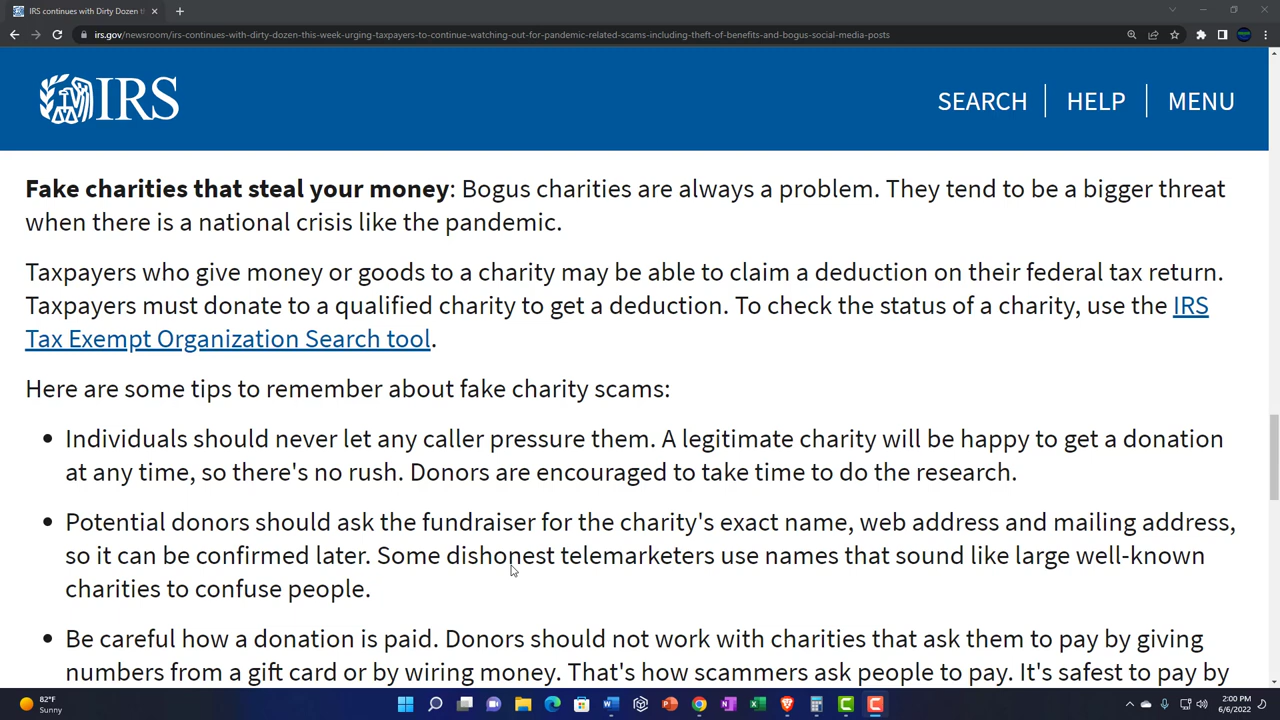 IRS continues with Dirty Dozen th
irs.gov/newsroom/irs-continues-with-dirty-dozen-this-week-urging-taxpayers-to-continue-watching-out-for-pandemic-related-scams-including-theft-of-benefits-and-bogus-social-media-posts
IRS
SEARCH
HELP
MENU
Fake charities that steal your money: Bogus charities are always a problem. They tend to be a bigger threat
when there is a national crisis like the pandemic.
Taxpayers who give money or goods to a charity may be able to claim a deduction on their federal tax return.
Taxpayers must donate to a qualified charity to get a deduction. To check the status of a charity, use the IRS
Tax Exempt Organization Search tool.
Here are some tips to remember about fake charity scams:
Individuals should never let any caller pressure them. A legitimate charity will be happy to get a donation
at any time, so there's no rush. Donors are encouraged to take time to do the research.
Potential donors should ask the fundraiser for the charity's exact name, web address and mailing address,
so it can be confirmed later. Some dishonest telemarketers use names that sound like large well-known
charities to confuse people.
Be careful how a donation is paid. Donors should not work with charities that ask them to pay by giving
numbers from a gift card or by wiring money. That's how scammers ask people to pay. It's safest to pay by
82°F
Sunny
2:00 PM
6/6/2022